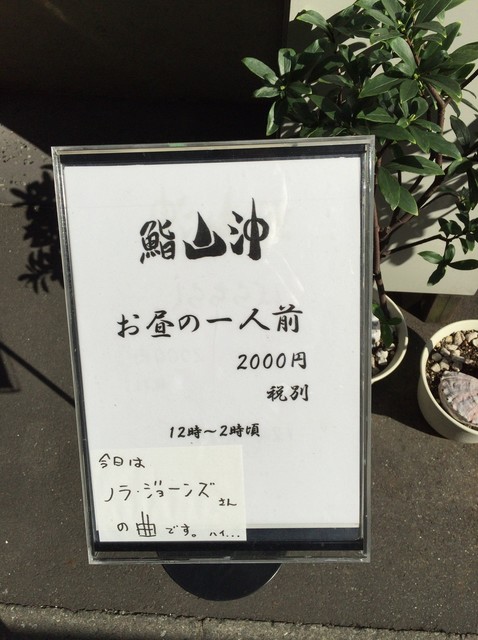 鮨山沖
お昼の一人前
2000円
税別
12時〜2時頃
今日は
ノラ・ジョーンズさん
の曲です。ハイ...